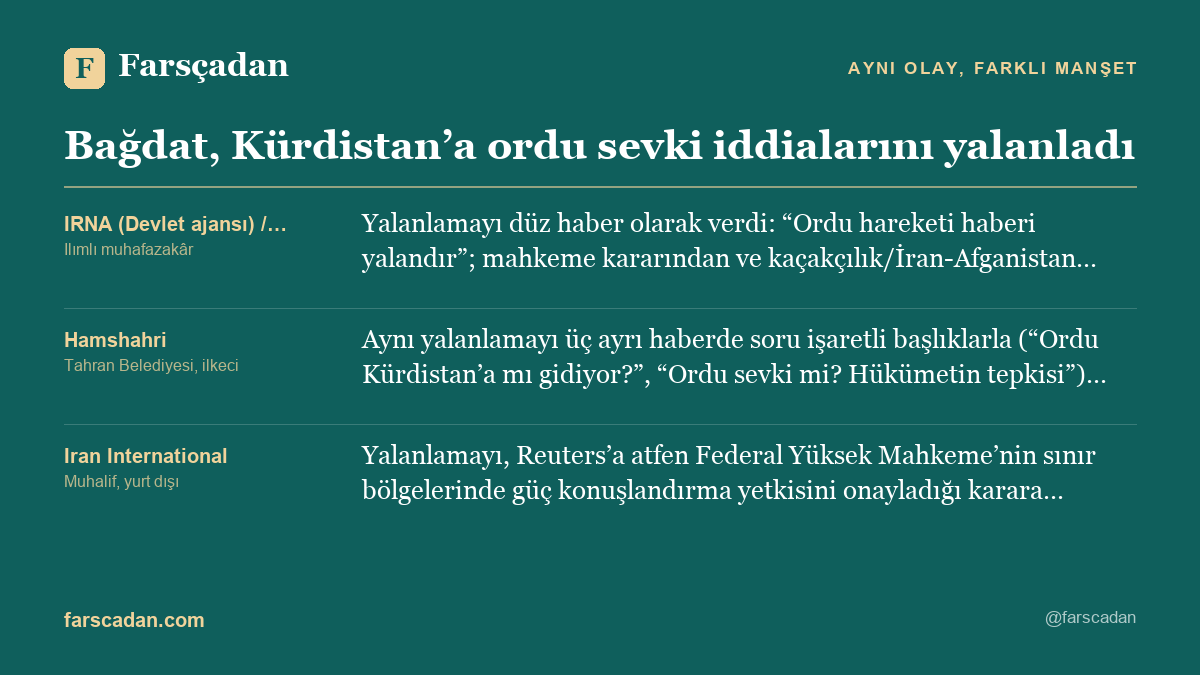 F Farsçadan
AYNI OLAY, FARKLI MANŞET
Bağdat, Kürdistan’a ordu sevki iddialarını yalanladı
IRNA (Devlet ajansı) /…
Ilımlı muhafazakâr
Yalanlamayı düz haber olarak verdi: “Ordu hareketi haberi
yalandır”; mahkeme kararından ve kaçakçılık/İran-Afganistan…
Hamshahri
Tahran Belediyesi, ilkeci
Aynı yalanlamayı üç ayrı haberde soru işaretli başlıklarla (“Ordu
Kürdistan’a mı gidiyor?”, “Ordu sevki mi? Hükümetin tepkisi”)…
Iran International
Muhalif, yurt dışı
Yalanlamayı, Reuters’a atfen Federal Yüksek Mahkeme’nin sınır
bölgelerinde güç konuşlandırma yetkisini onayladığı karara…
farscadan.com
@farscadan